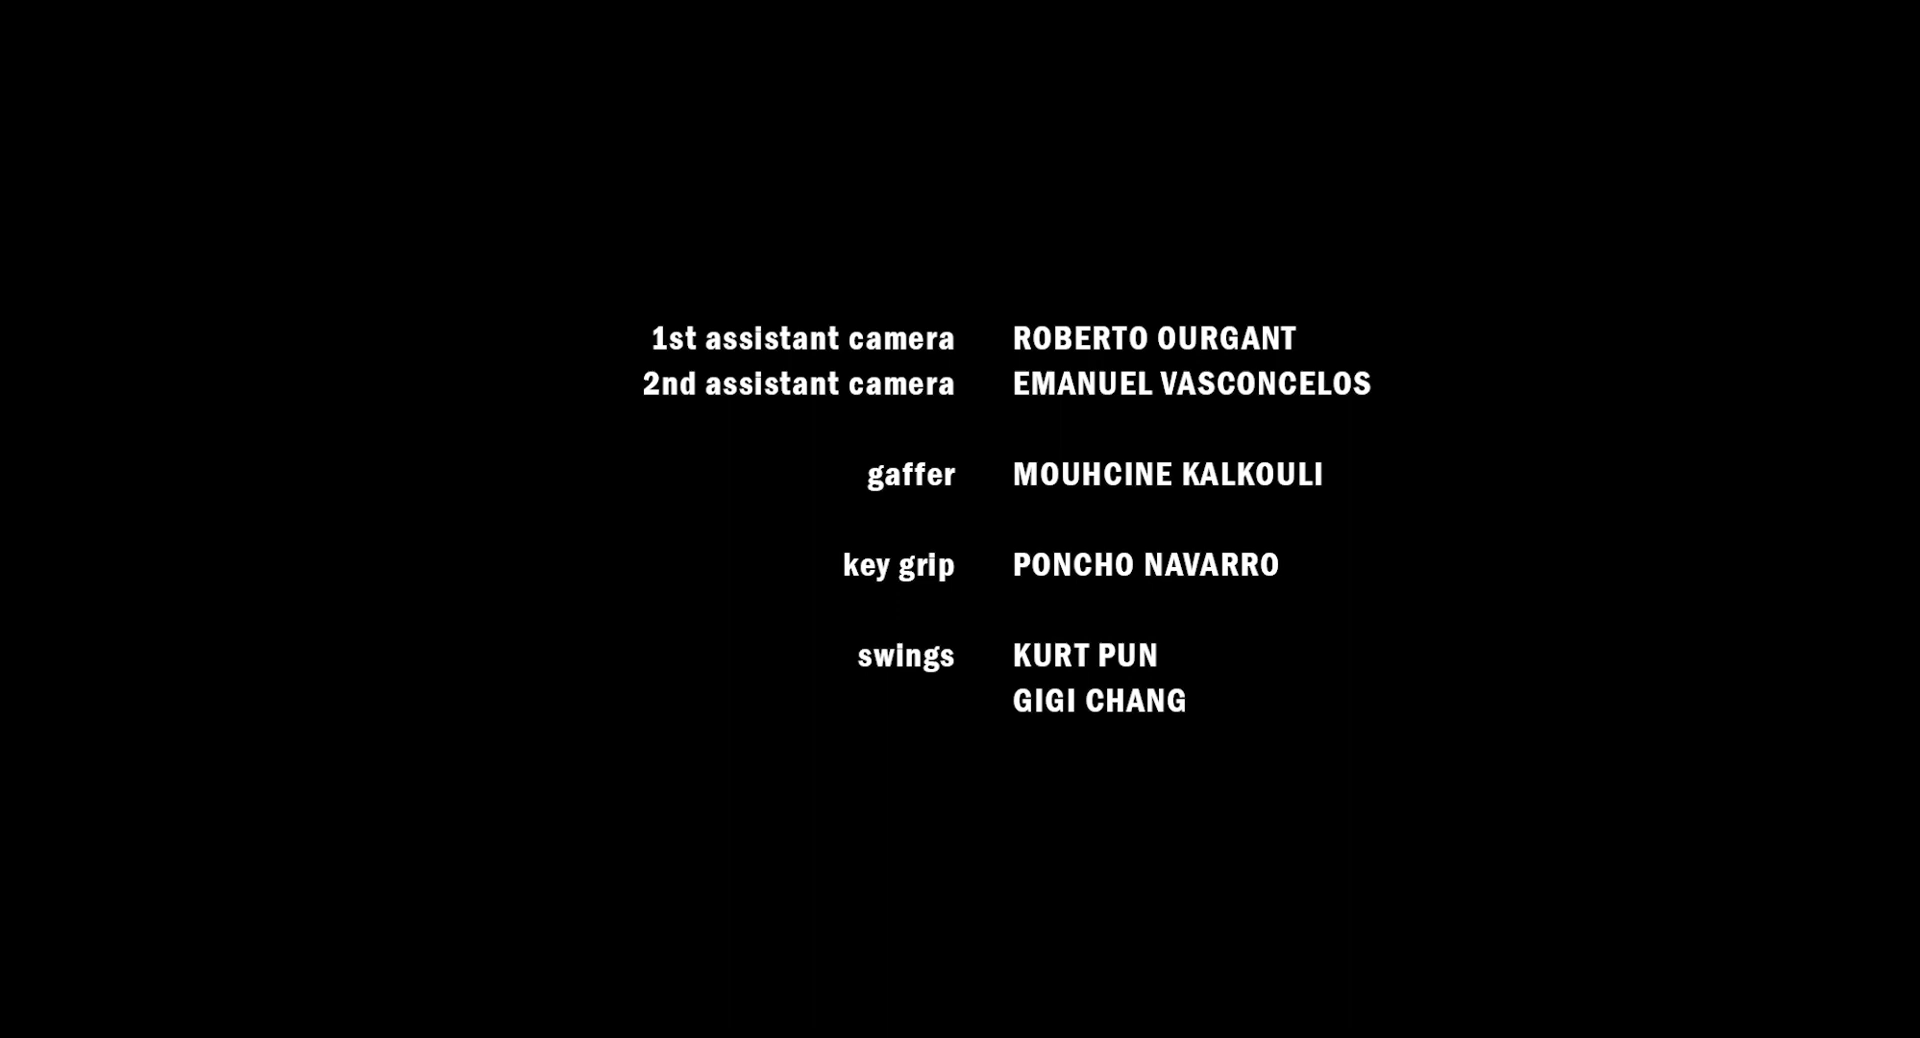 1st assistant camera ROBERTO OURGANT
2nd assistant camera EMANUEL VASCONCELOS
gaffer MOUHCINE KALKOULI
key grip PONCHO NAVARRO
swings KURT PUN
GIGI CHANG